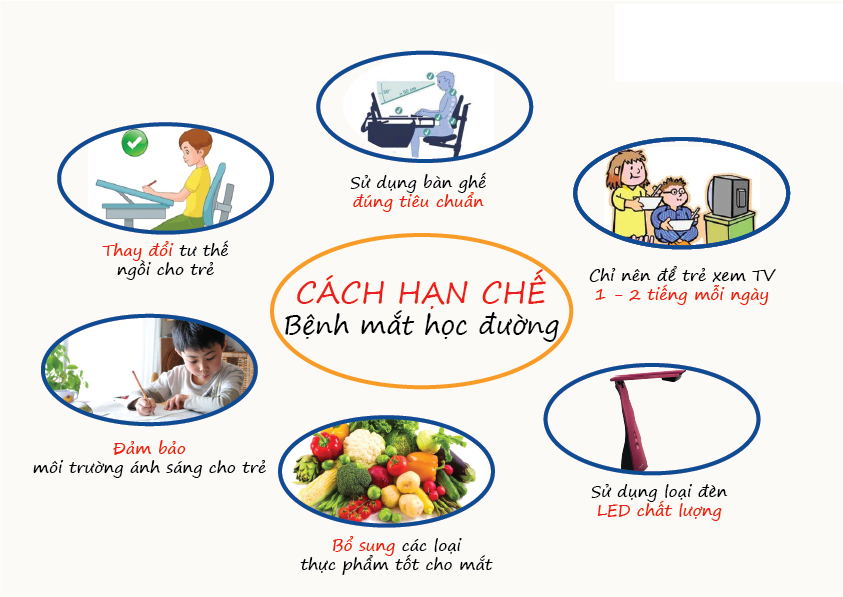 Sử dụng bàn ghế
đúng tiêu chuẩn
Thay đổi tư thế
ngồi cho trẻ
Chỉ nên để trẻ xem TV
1 - 2 tiếng mỗi ngày
CÁCH HẠN CHẾ
Bệnh mắt học đường
Đảm bảo
môi trường ánh sáng cho trẻ
Sử dụng loại đèn
LED chất lượng
Bổ sung các loại
thực phẩm tốt cho mắt